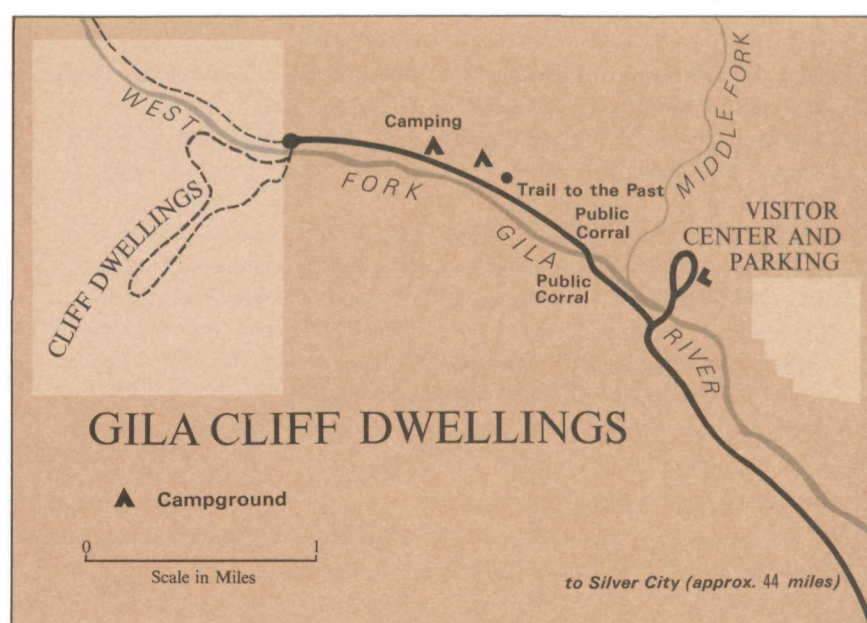 WEST
FORK
GILA
RIVER
MIDDLE FORK
Camping
Trail to the Past
Public
Corral
Public
Corral
VISITOR
CENTER AND
PARKING
CLIFF DWELLINGS
GILA CLIFF DWELLINGS
Campground
0 1
Scale in Miles
to Silver City (approx. 44 miles)